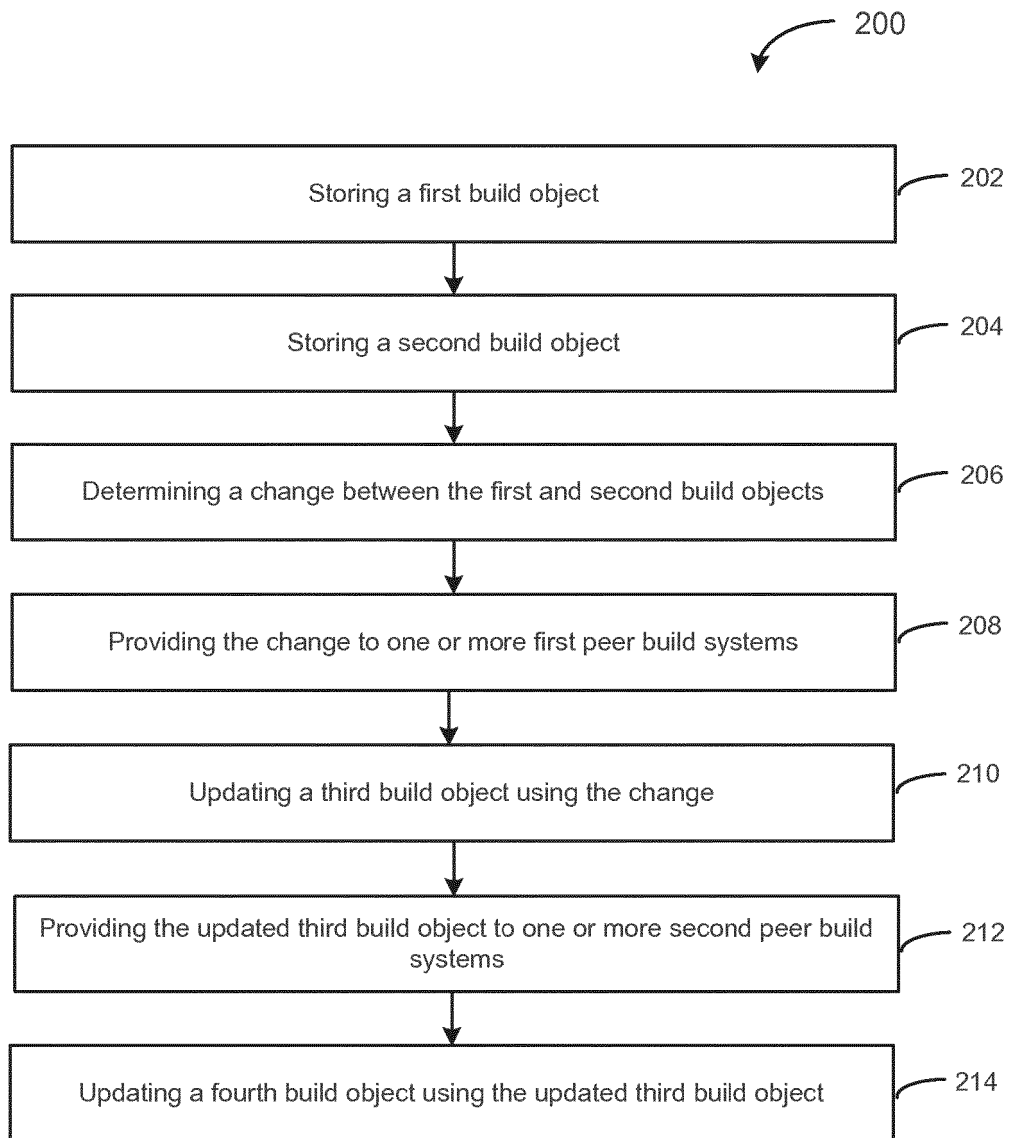 200
Storing a first build object
202
Storing a second build object
204
Determining a change between the first and second build objects
206
Providing the change to one or more first peer build systems
208
Updating a third build object using the change
210
Providing the updated third build object to one or more second peer build
systems
212
Updating a fourth build object using the updated third build object
214